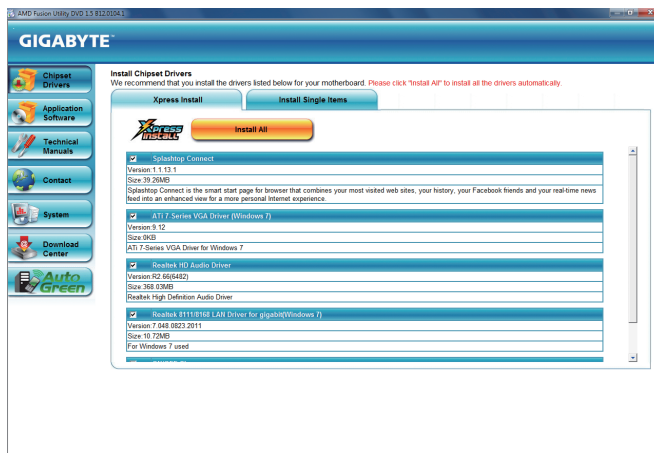 AMD Fusion Utility DVD 1.5 B12.0104.1
GIGABYTE™
Chipset
Drivers
Application
Software
Technical
Manuals
Contact
System
Download
Center
Auto
Green
Install Chipset Drivers
We recommend that you install the drivers listed below for your motherboard. Please click "Install All" to install all the drivers automatically.
Xpress Install
Install Single Items
Xpress
Install
Install All
Splashtop Connect
Version:1.1.13.1
Size:39.26MB
Splashtop Connect is the smart start page for browser that combines your most visited web sites, your history, your Facebook friends and your real-time news
feed into an enhanced view for a more personal Internet experience.
ATi 7-Series VGA Driver (Windows 7)
Version:9.12
Size:0KB
ATi 7-Series VGA Driver for Windows 7
Realtek HD Audio Driver
Version:R2.66(6482)
Size:368.03MB
Realtek High Definition Audio Driver
Realtek 8111/8168 LAN Driver for gigabit(Windows 7)
Version:7.048.0823.2011
Size:10.72MB
For Windows 7 used